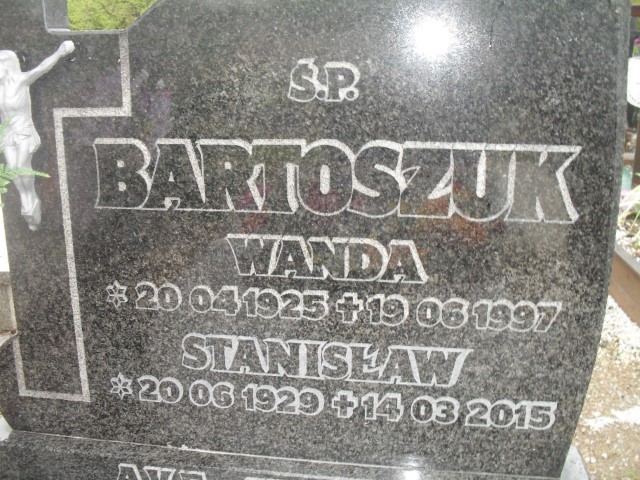 Ś.P.
BARTOSZUK
WANDA
* 20 04 1925 + 19 06 1997
STANISŁAW
* 20 06 1929 + 14 03 2015